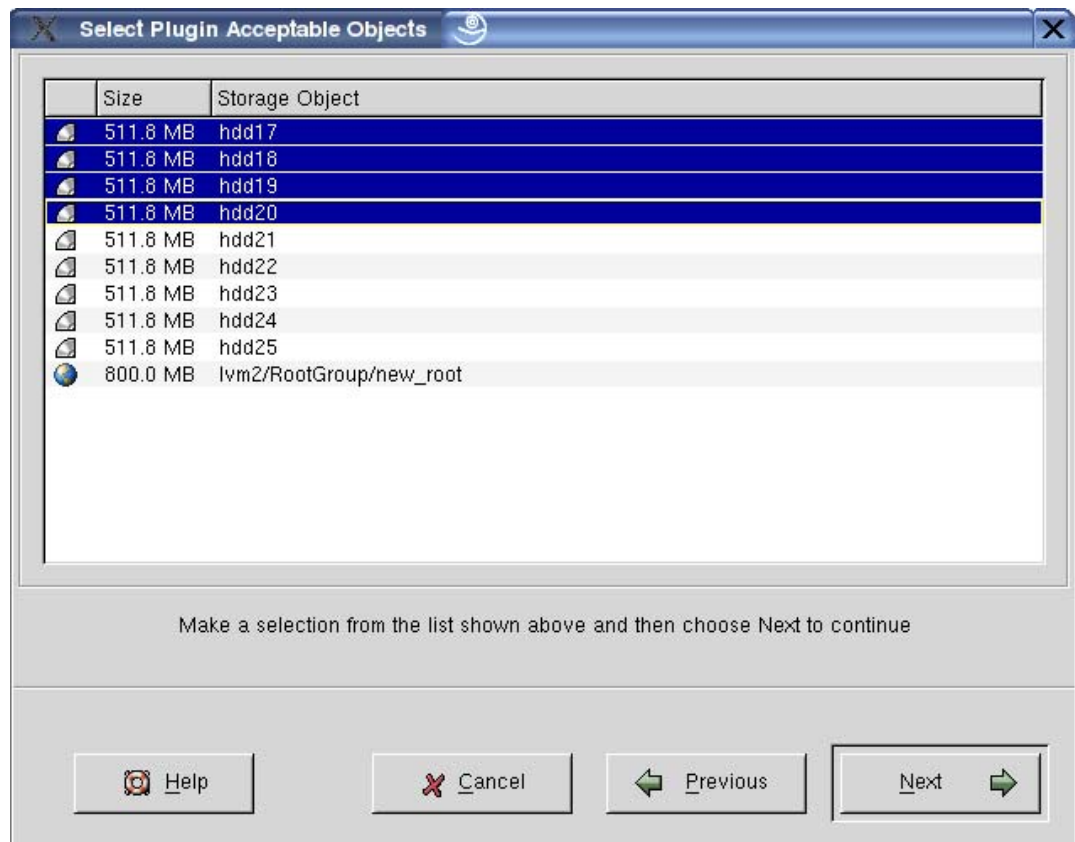 Select Plugin Acceptable Objects
Size Storage Object
511.8 MB hdd17
511.8 MB hdd18
511.8 MB hdd19
511.8 MB hdd20
511.8 MB hdd21
511.8 MB hdd22
511.8 MB hdd23
511.8 MB hdd24
511.8 MB hdd25
800.0 MB lvm2/RootGroup/new_root
Make a selection from the list shown above and then choose Next to continue
Help Cancel Previous Next